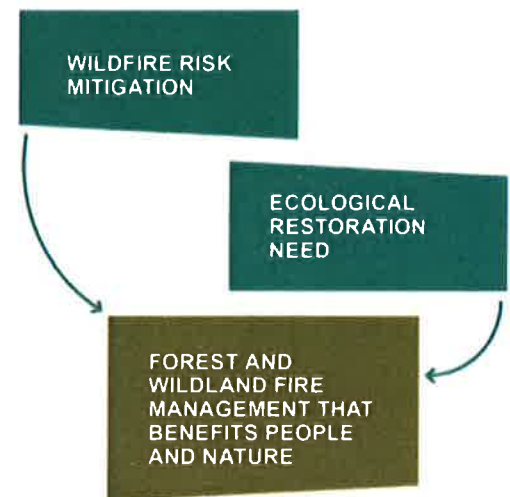 WILDFIRE RISK
MITIGATION
ECOLOGICAL
RESTORATION
NEED
FOREST AND
WILDLAND FIRE
MANAGEMENT THAT
BENEFITS PEOPLE
AND NATURE